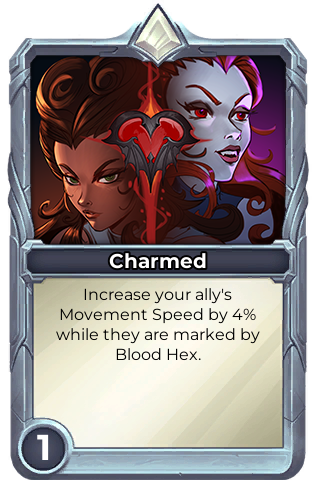 Charmed
Increase your ally's
Movement Speed by 4%
while they are marked by
Blood Hex.
1